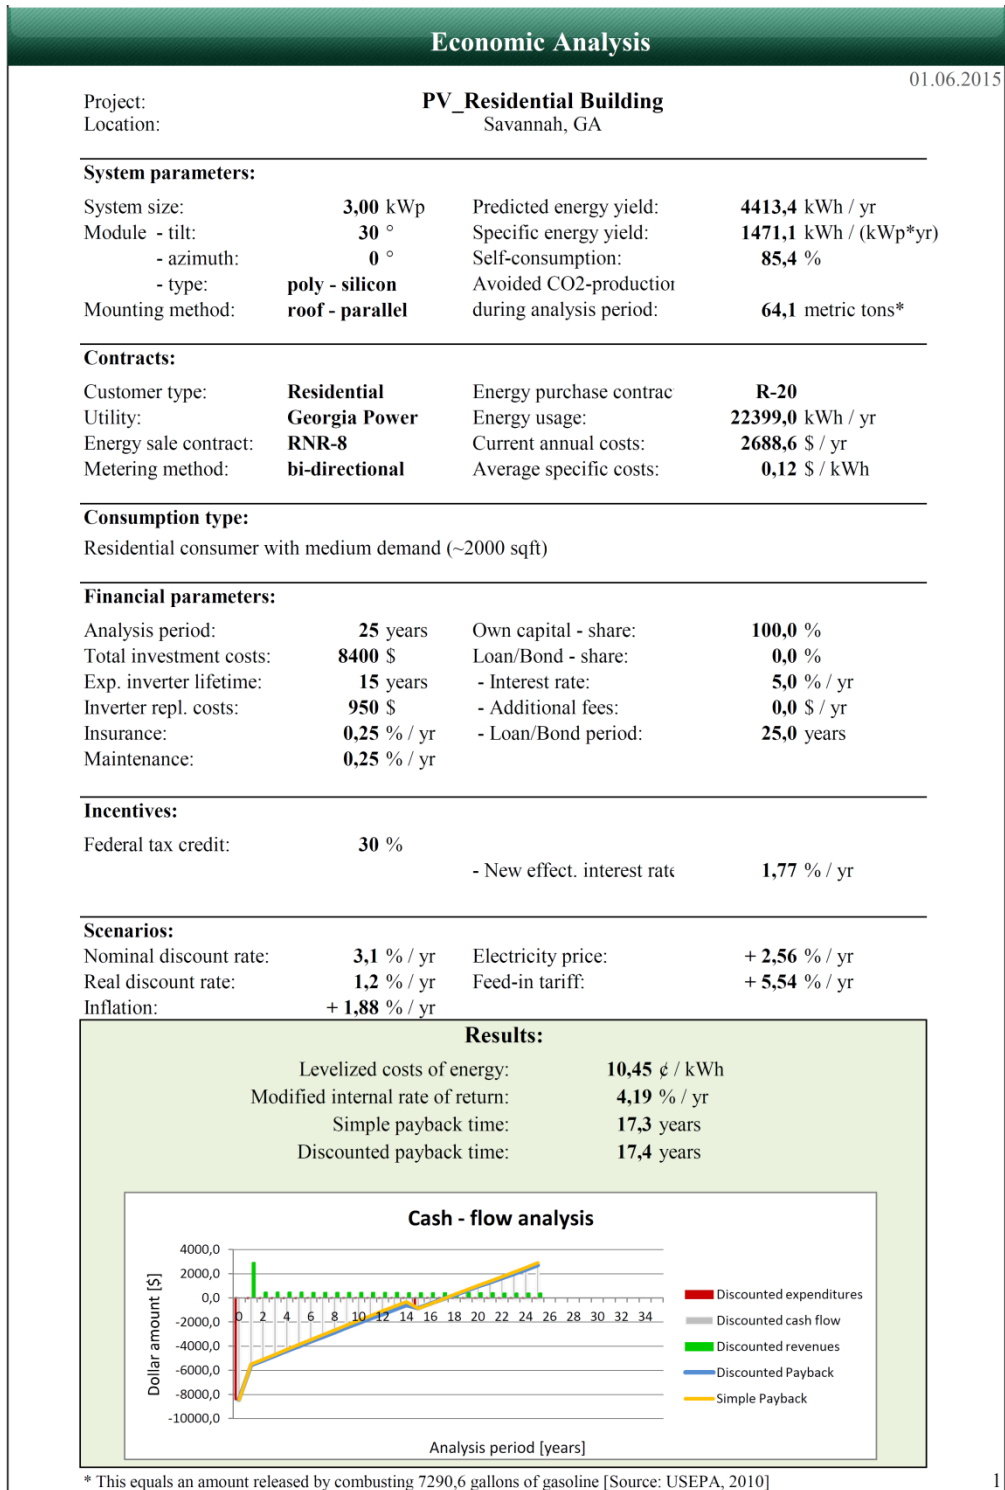 Economic Analysis
01.06.2015
Project: PV_Residential Building
Location: Savannah, GA
System parameters:
System size: 3,00 kWp Predicted energy yield: 4413,4 kWh / yr
Module - tilt: 30 ° Specific energy yield: 1471,1 kWh / (kWp*yr)
- azimuth: 0 ° Self-consumption: 85,4 %
- type: poly - silicon Avoided CO2-production
Mounting method: roof - parallel during analysis period: 64,1 metric tons*
Contracts:
Customer type: Residential Energy purchase contrac R-20
Utility: Georgia Power Energy usage: 22399,0 kWh / yr
Energy sale contract: RNR-8 Current annual costs: 2688,6 $ / yr
Metering method: bi-directional Average specific costs: 0,12 $ / kWh
Consumption type:
Residential consumer with medium demand (~2000 sqft)
Financial parameters:
Analysis period: 25 years Own capital - share: 100,0 %
Total investment costs: 8400 $ Loan/Bond - share: 0,0 %
Exp. inverter lifetime: 15 years - Interest rate: 5,0 % / yr
Inverter repl. costs: 950 $ - Additional fees: 0,0 $ / yr
Insurance: 0,25 % / yr - Loan/Bond period: 25,0 years
Maintenance: 0,25 % / yr
Incentives:
Federal tax credit: 30 %
- New effect. interest rate 1,77 % / yr
Scenarios:
Nominal discount rate: 3,1 % / yr Electricity price: + 2,56 % / yr
Real discount rate: 1,2 % / yr Feed-in tariff: + 5,54 % / yr
Inflation: + 1,88 % / yr
Results:
Levelized costs of energy: 10,45 ¢ / kWh
Modified internal rate of return: 4,19 % / yr
Simple payback time: 17,3 years
Discounted payback time: 17,4 years
Cash - flow analysis
Dollar amount [$]
4000,0
2000,0
0,0
-2000,0
-4000,0
-6000,0
-8000,0
-10000,0
0 2 4 6 8 10 12 14 16 18 20 22 24 26 28 30 32 34
Analysis period [years]
Discounted expenditures
Discounted cash flow
Discounted revenues
Discounted Payback
Simple Payback
* This equals an amount released by combusting 7290,6 gallons of gasoline [Source: USEPA, 2010] 1